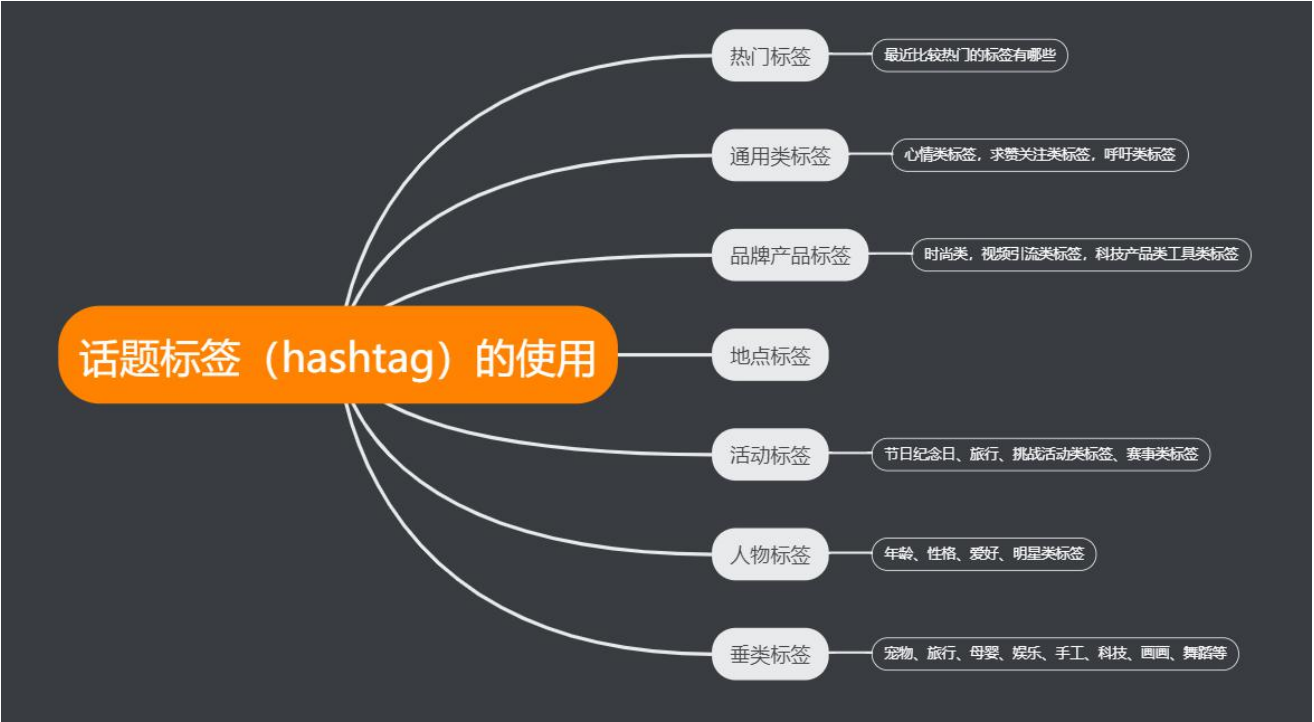 热门标签
最近比较热门的标签有哪些
通用类标签
心情类标签，求赞关注类标签，呼吁类标签
品牌产品标签
时尚类，视频引流类标签，科技产品类工具类标签
话题标签（hashtag）的使用
地点标签
活动标签
节日纪念日、旅行、挑战活动类标签、赛事类标签
人物标签
年龄、性格、爱好、明星类标签
垂类标签
宠物、旅行、母婴、娱乐、手工、科技、画画、舞蹈等